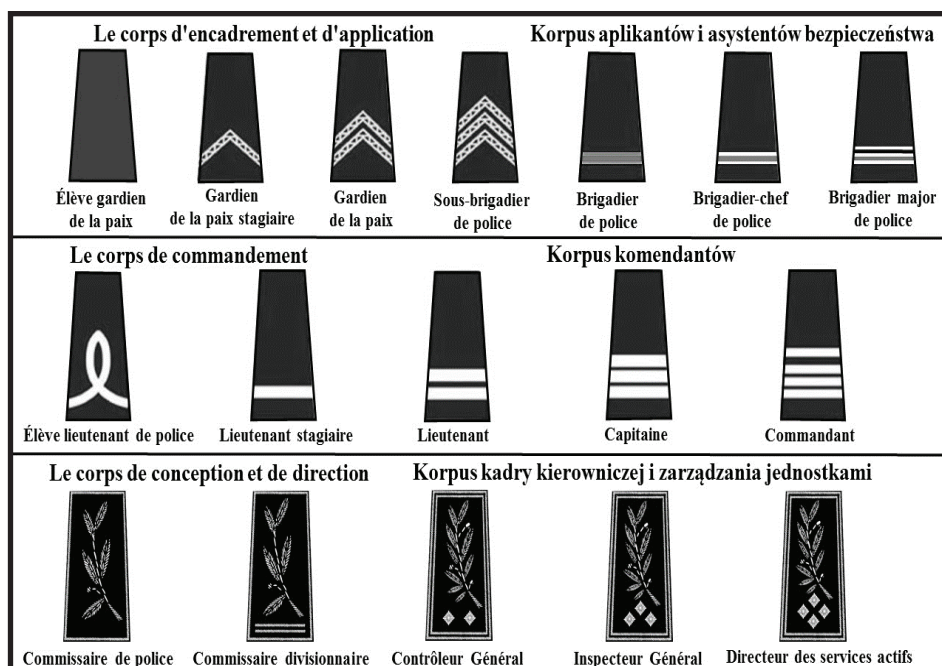 Le corps d'encadrement et d'application
Korpus aplikantów i asystentów bezpieczeństwa
Élève gardien
de la paix
Gardien
de la paix stagiaire
Gardien
de la paix
Sous-brigadier
de police
Brigadier
de police
Brigadier-chef
de police
Brigadier major
de police
Le corps de commandement
Korpus komendantów
Élève lieutenant de police
Lieutenant stagiaire
Lieutenant
Capitaine
Commandant
Le corps de conception et de direction
Korpus kadry kierowniczej i zarządzania jednostkami
Commissaire de police
Commissaire divisionnaire
Contrôleur Général
Inspecteur Général
Directeur des services actifs